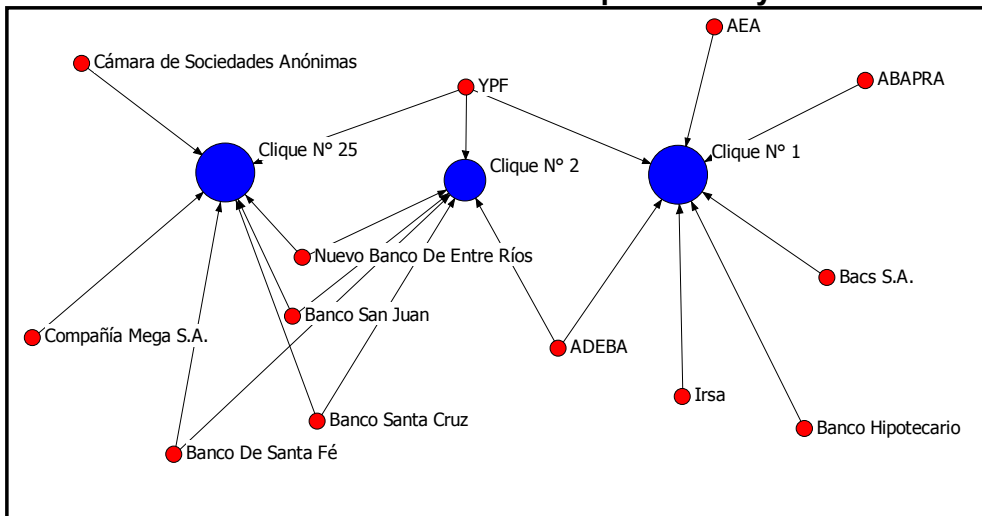 AEA
Cámara de Sociedades Anónimas
YPF
ABAPRA
Clique N° 25
Clique N° 2
Clique N° 1
Nuevo Banco De Entre Ríos
Bacs S.A.
Banco San Juan
Compañía Mega S.A.
ADEBA
Irsa
Banco Santa Cruz
Banco Hipotecario
Banco De Santa Fé